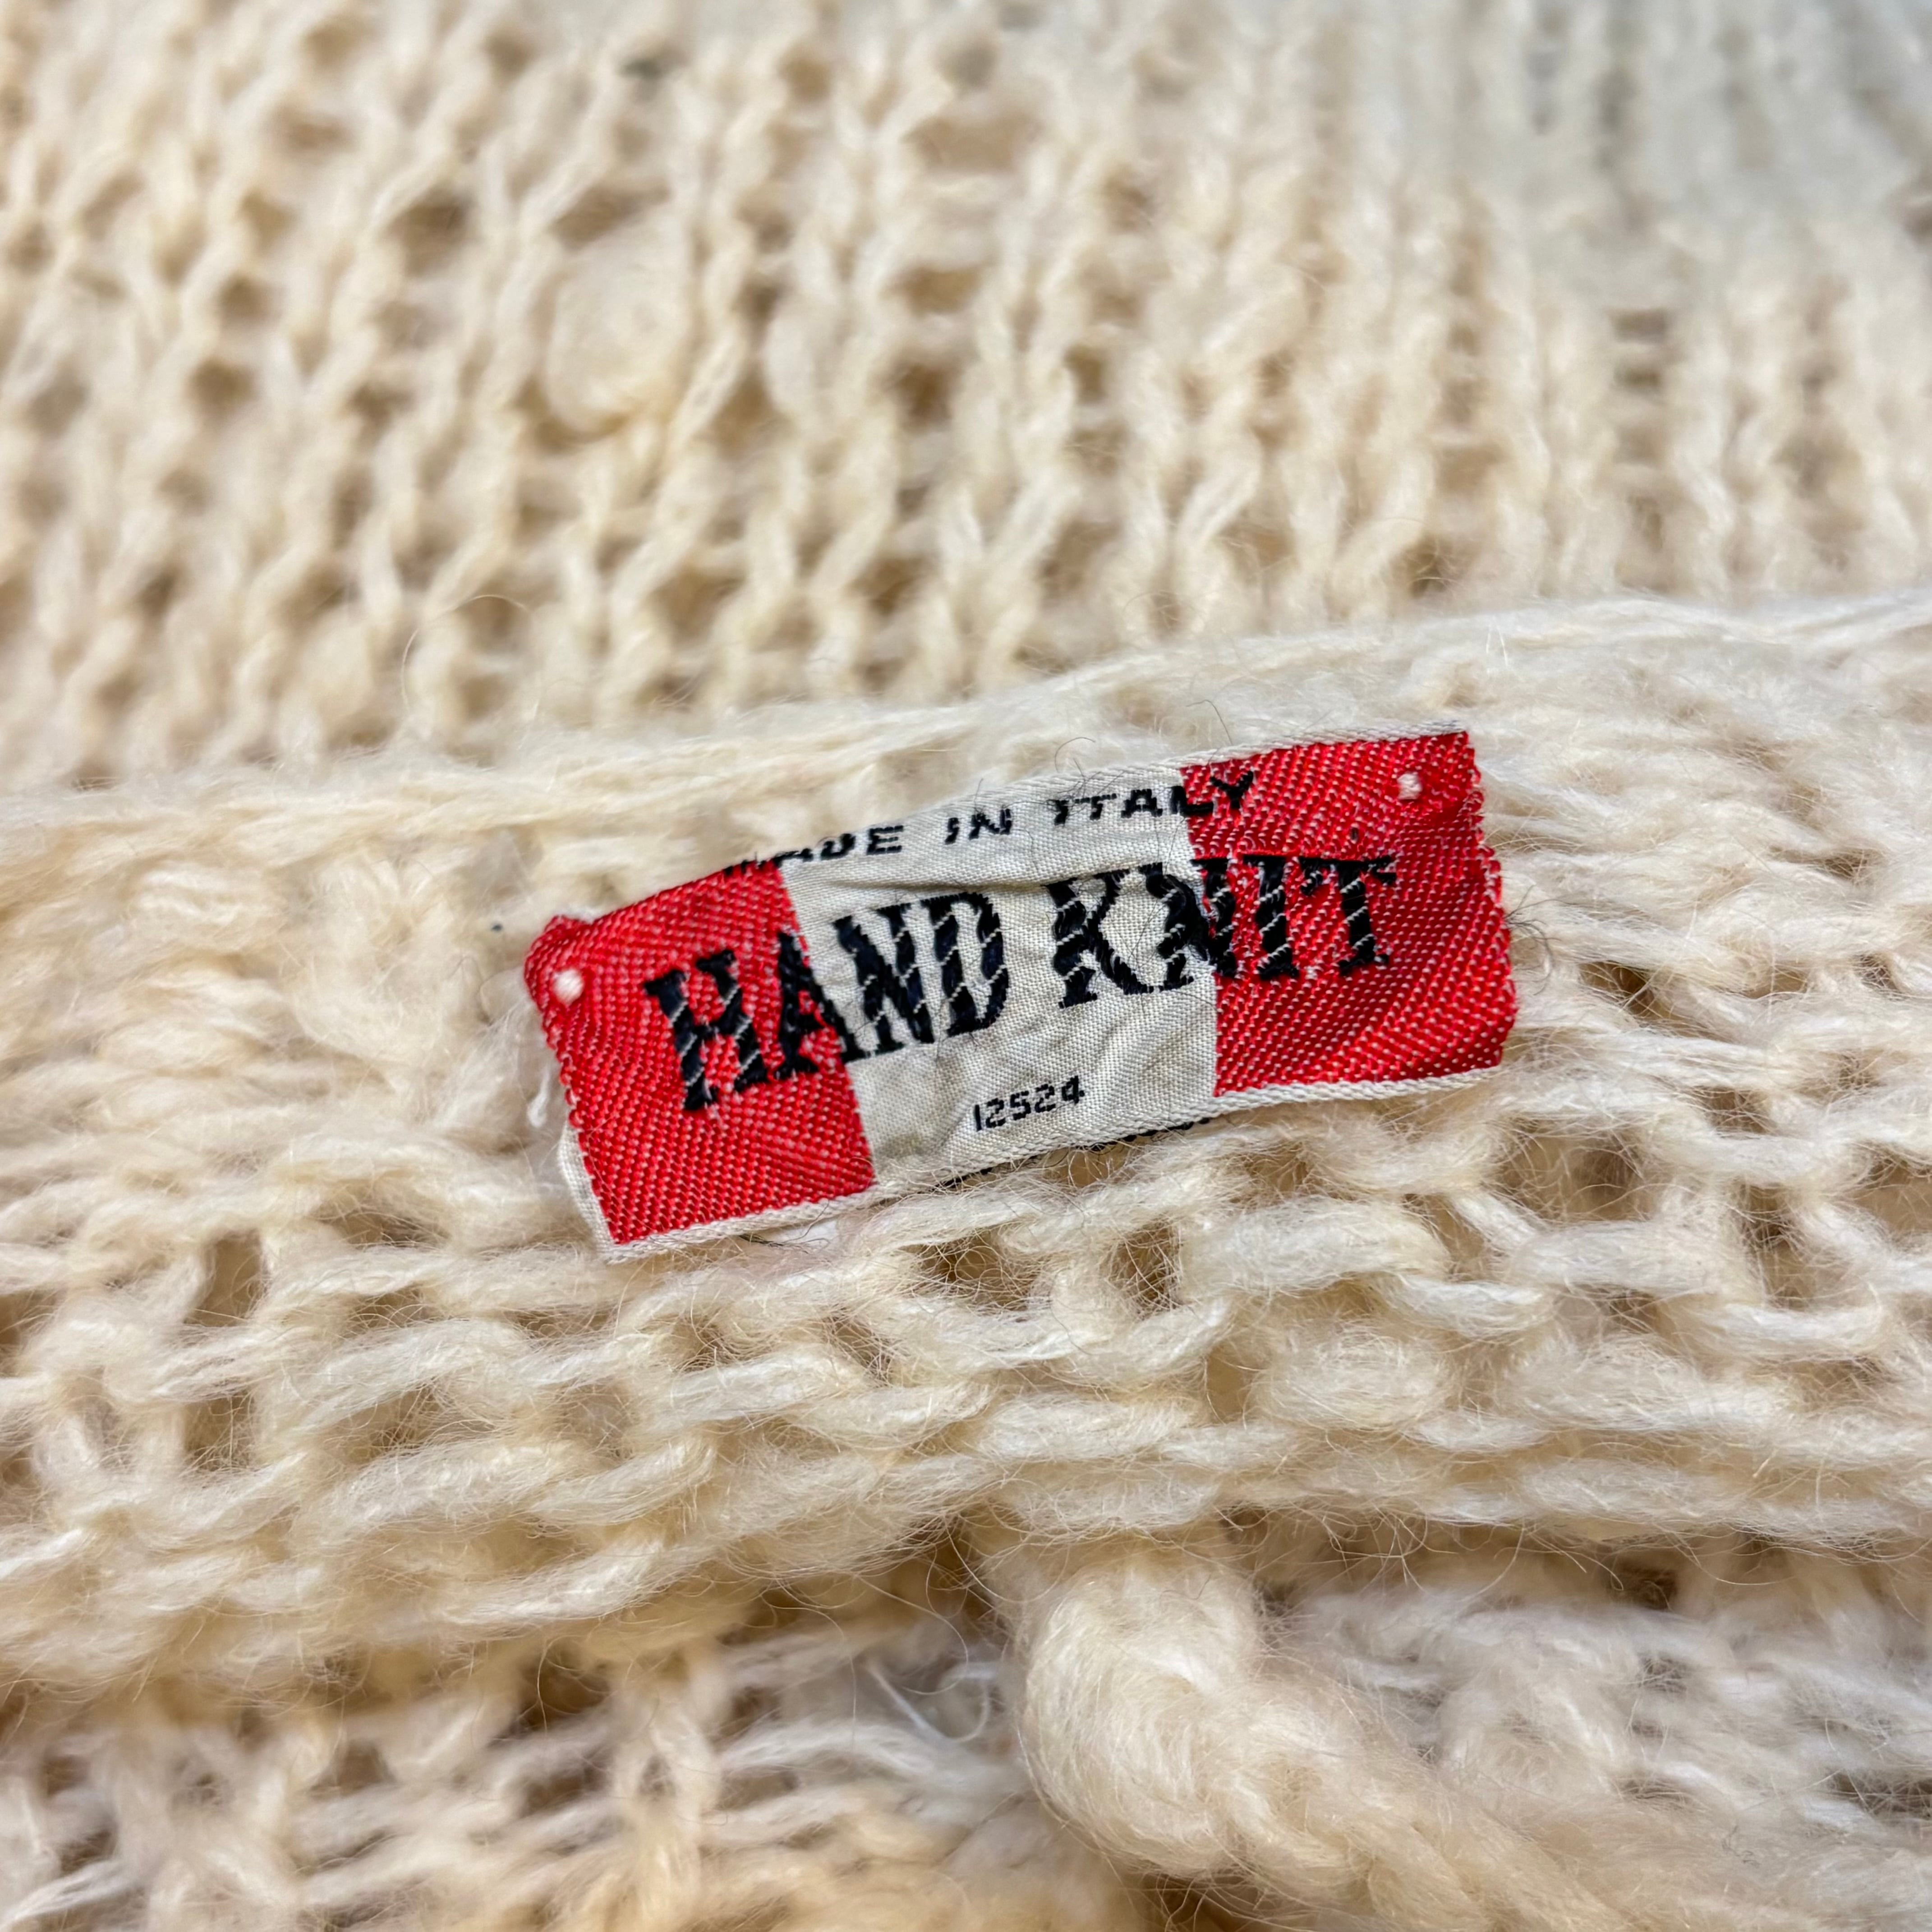 MADE IN ITALY
HAND KNIT
12524